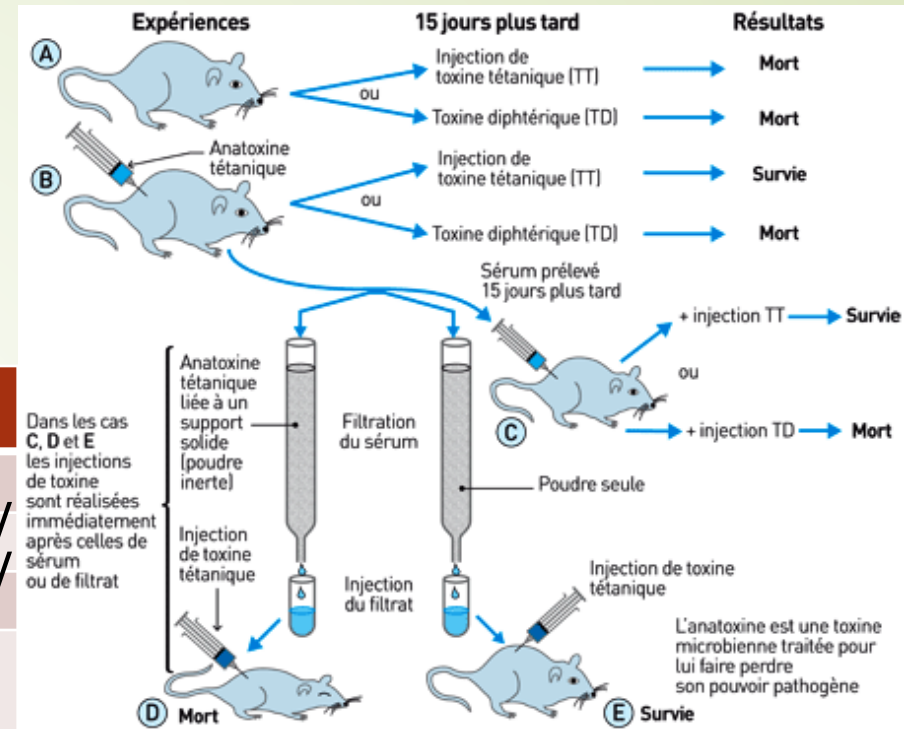 Expériences
15 jours plus tard
Résultats
A
Injection de
toxine tétanique (TT)
Mort
ou
Toxine diphtérique (TD)
Mort
Anatoxine
tétanique
B
Injection de
toxine tétanique (TT)
Survie
ou
Toxine diphtérique (TD)
Mort
Sérum prélevé
15 jours plus tard
+ injection TT
Survie
ou
C
+ injection TD
Mort
Dans les cas
C, D et E
les injections
de toxine
sont réalisées
immédiatement
après celles de
sérum
ou de filtrat
Anatoxine
tétanique
liée à un
support
solide
(poudre
inerte)
Filtration
du sérum
Poudre seule
Injection
de toxine
tétanique
Injection
du filtrat
Injection de toxine
tétanique
L'anatoxine est une toxine
microbienne traitée pour
lui faire perdre
son pouvoir pathogène
D Mort
E Survie